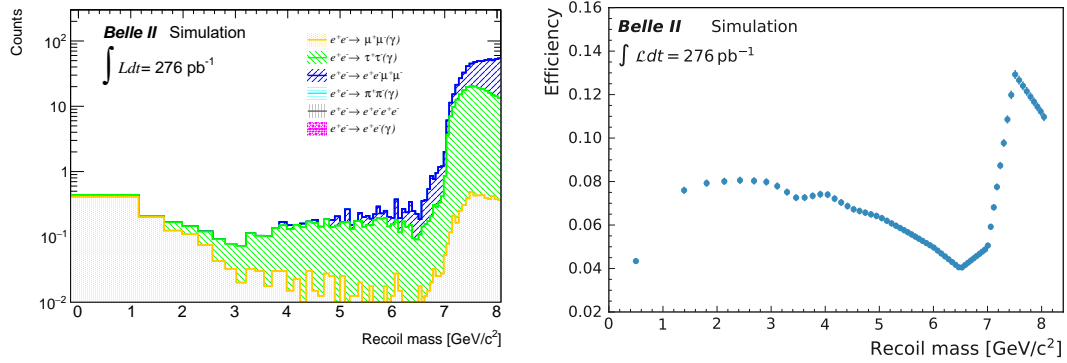 Counts
Belle II Simulation
∫ Ldt = 276 pb⁻¹
e⁺e⁻→ μ⁺μ⁻(γ)
e⁺e⁻→ τ⁺τ⁻(γ)
e⁺e⁻→ e⁺e⁻μ⁺μ⁻
e⁺e⁻→ π⁺π⁻(γ)
e⁺e⁻→ e⁺e⁻e⁺e⁻
e⁺e⁻→ e⁺e⁻(γ)
10²
10
1
10⁻¹
10⁻²
0 1 2 3 4 5 6 7 8
Recoil mass [GeV/c²]
Efficiency
Belle II Simulation
∫ ℒdt = 276 pb⁻¹
0.16
0.14
0.12
0.10
0.08
0.06
0.04
0.02
0 1 2 3 4 5 6 7 8
Recoil mass [GeV/c²]